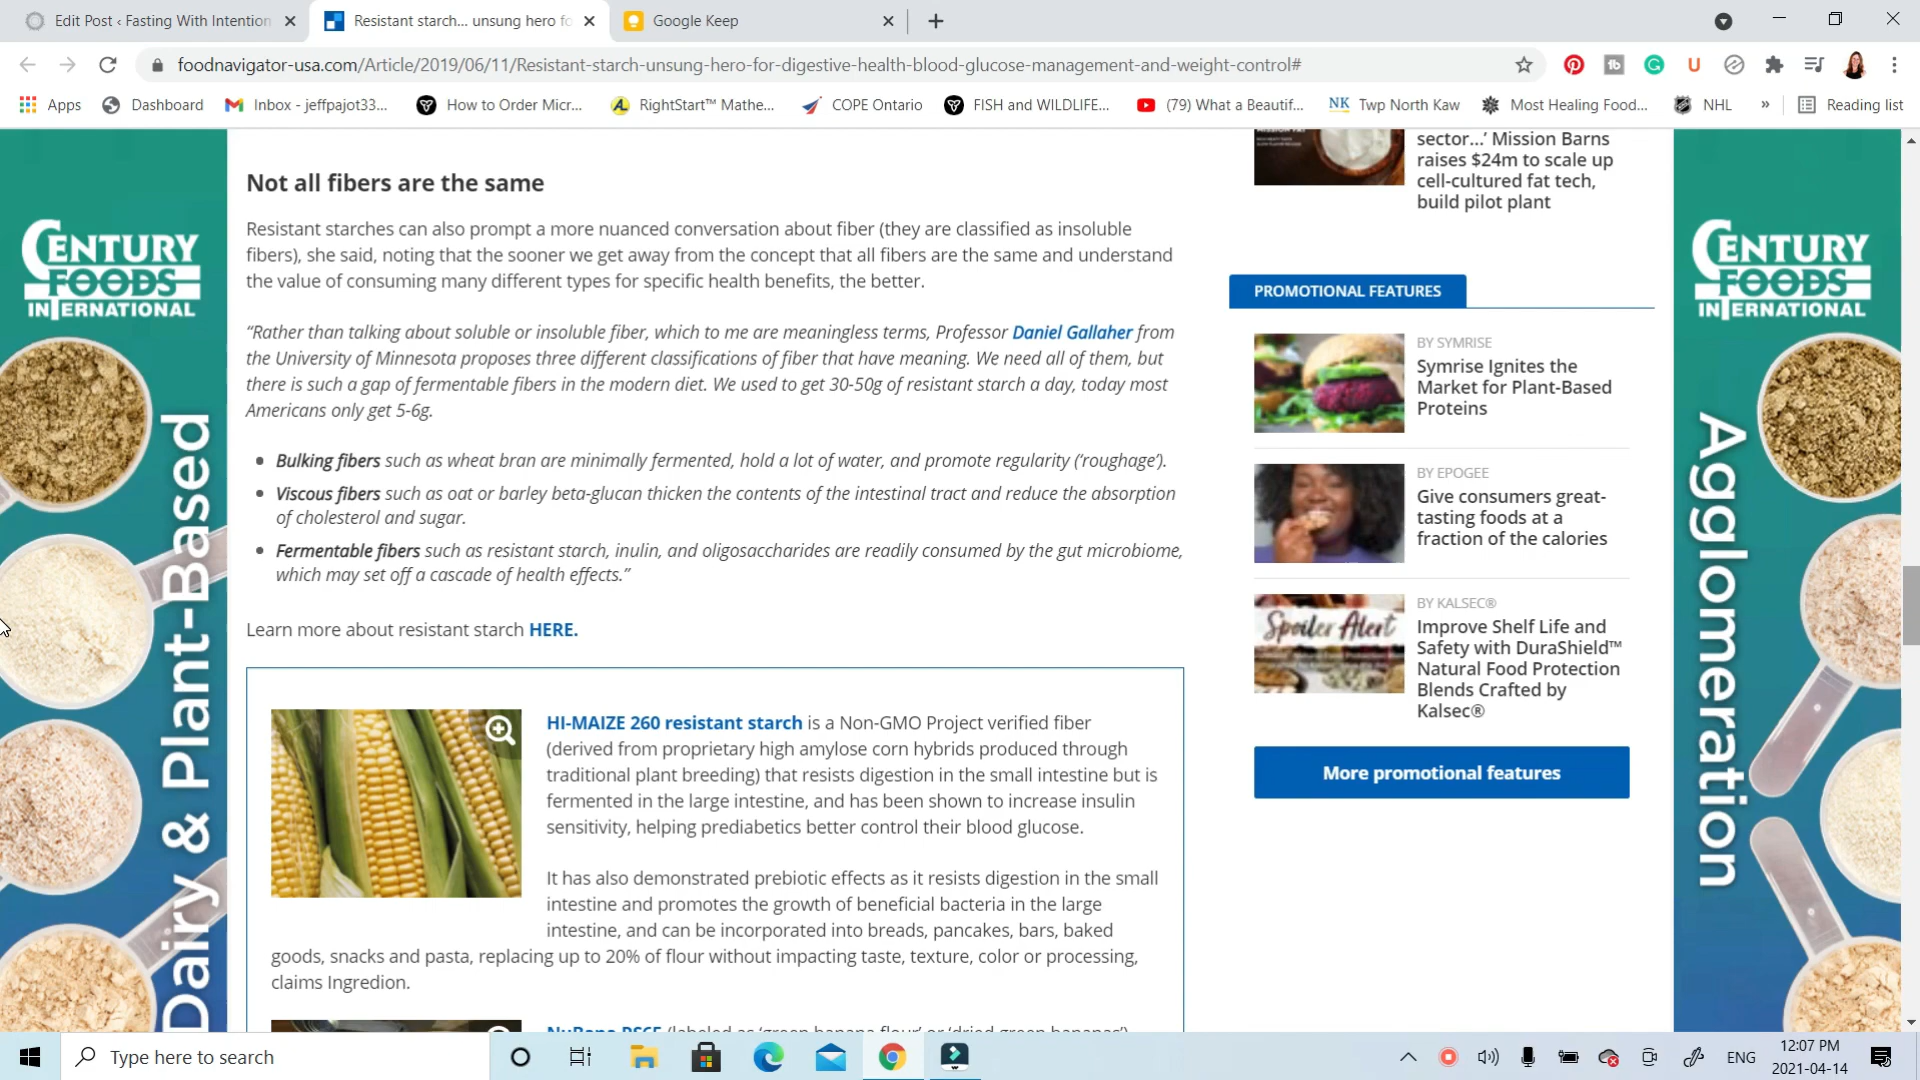 Edit Post ‹ Fasting With Intention
Resistant starch... unsung hero fo
Google Keep
foodnavigator-usa.com/Article/2019/06/11/Resistant-starch-unsung-hero-for-digestive-health-blood-glucose-management-and-weight-control#
Apps
Dashboard
Inbox - jeffpajot33...
How to Order Micr...
RightStart™ Mathe...
COPE Ontario
FISH and WILDLIFE...
(79) What a Beautif...
NK Twp North Kaw
Most Healing Food...
NHL
»
Reading list
CENTURY
FOODS
INTERNATIONAL
Dairy & Plant-Based
Not all fibers are the same
Resistant starches can also prompt a more nuanced conversation about fiber (they are classified as insoluble
fibers), she said, noting that the sooner we get away from the concept that all fibers are the same and understand
the value of consuming many different types for specific health benefits, the better.
“Rather than talking about soluble or insoluble fiber, which to me are meaningless terms, Professor Daniel Gallaher from
the University of Minnesota proposes three different classifications of fiber that have meaning. We need all of them, but
there is such a gap of fermentable fibers in the modern diet. We used to get 30-50g of resistant starch a day, today most
Americans only get 5-6g.
• Bulking fibers such as wheat bran are minimally fermented, hold a lot of water, and promote regularity (‘roughage’).
• Viscous fibers such as oat or barley beta-glucan thicken the contents of the intestinal tract and reduce the absorption
of cholesterol and sugar.
• Fermentable fibers such as resistant starch, inulin, and oligosaccharides are readily consumed by the gut microbiome,
which may set off a cascade of health effects.”
Learn more about resistant starch HERE.
HI-MAIZE 260 resistant starch is a Non-GMO Project verified fiber
(derived from proprietary high amylose corn hybrids produced through
traditional plant breeding) that resists digestion in the small intestine but is
fermented in the large intestine, and has been shown to increase insulin
sensitivity, helping prediabetics better control their blood glucose.
It has also demonstrated prebiotic effects as it resists digestion in the small
intestine and promotes the growth of beneficial bacteria in the large
intestine, and can be incorporated into breads, pancakes, bars, baked
goods, snacks and pasta, replacing up to 20% of flour without impacting taste, texture, color or processing,
claims Ingredion.
NuBana RS65 (labeled as ‘green banana flour’ or ‘dried green bananas’)
sector...’ Mission Barns
raises $24m to scale up
cell-cultured fat tech,
build pilot plant
PROMOTIONAL FEATURES
BY SYMRISE
Symrise Ignites the
Market for Plant-Based
Proteins
BY EPOGEE
Give consumers great-
tasting foods at a
fraction of the calories
Spoiler Alert
BY KALSEC®
Improve Shelf Life and
Safety with DuraShield™
Natural Food Protection
Blends Crafted by
Kalsec®
More promotional features
CENTURY
FOODS
INTERNATIONAL
Agglomeration
Type here to search
ENG
12:07 PM
2021-04-14